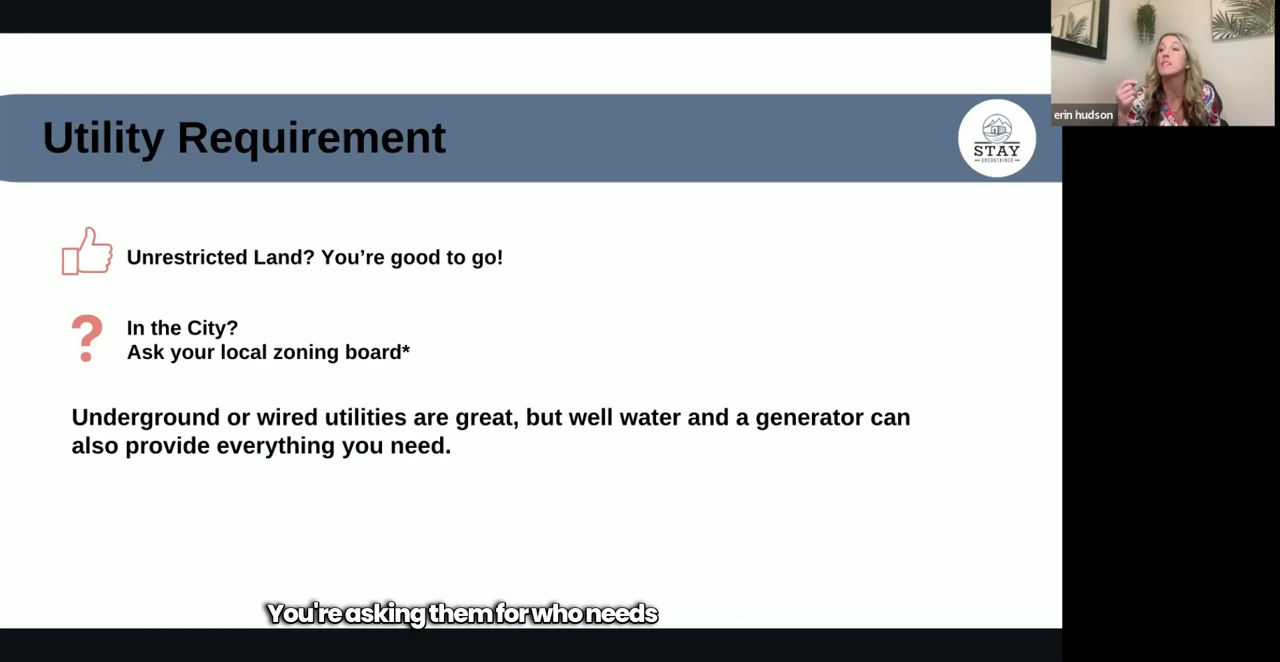 erin hudson
Utility Requirement
STAY
UNCONTAINED
Unrestricted Land? You’re good to go!
?
In the City?
Ask your local zoning board*
Underground or wired utilities are great, but well water and a generator can
also provide everything you need.
You're asking them for who needs